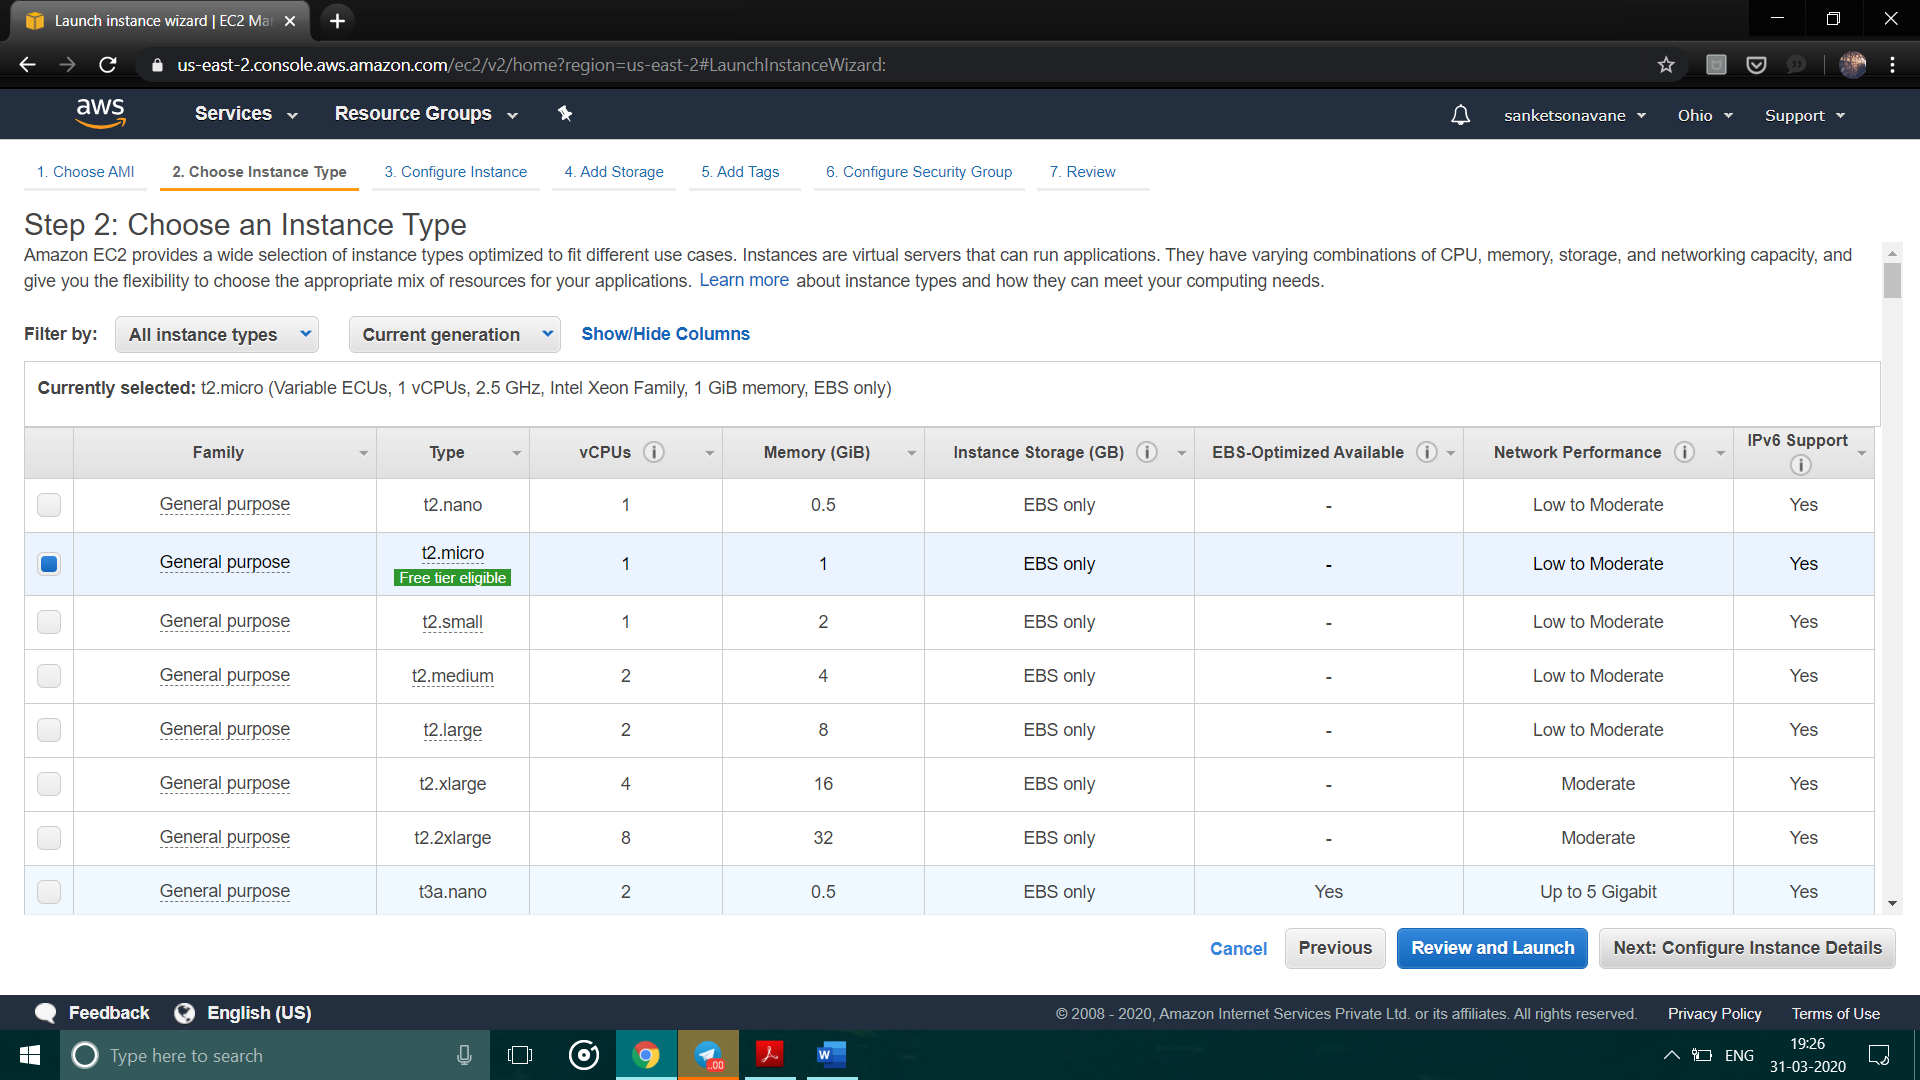 Launch instance wizard | EC2 Mar
us-east-2.console.aws.amazon.com/ec2/v2/home?region=us-east-2#LaunchInstanceWizard:
aws Services Resource Groups sanketsonavane Ohio Support
1. Choose AMI 2. Choose Instance Type 3. Configure Instance 4. Add Storage 5. Add Tags 6. Configure Security Group 7. Review
Step 2: Choose an Instance Type
Amazon EC2 provides a wide selection of instance types optimized to fit different use cases. Instances are virtual servers that can run applications. They have varying combinations of CPU, memory, storage, and networking capacity, and
give you the flexibility to choose the appropriate mix of resources for your applications. Learn more about instance types and how they can meet your computing needs.
Filter by: All instance types Current generation Show/Hide Columns
Currently selected: t2.micro (Variable ECUs, 1 vCPUs, 2.5 GHz, Intel Xeon Family, 1 GiB memory, EBS only)
Family Type vCPUs Memory (GiB) Instance Storage (GB) EBS-Optimized Available Network Performance IPv6 Support
General purpose t2.nano 1 0.5 EBS only - Low to Moderate Yes
General purpose t2.micro 1 1 EBS only - Low to Moderate Yes
Free tier eligible
General purpose t2.small 1 2 EBS only - Low to Moderate Yes
General purpose t2.medium 2 4 EBS only - Low to Moderate Yes
General purpose t2.large 2 8 EBS only - Low to Moderate Yes
General purpose t2.xlarge 4 16 EBS only - Moderate Yes
General purpose t2.2xlarge 8 32 EBS only - Moderate Yes
General purpose t3a.nano 2 0.5 EBS only Yes Up to 5 Gigabit Yes
Cancel Previous Review and Launch Next: Configure Instance Details
Feedback English (US) © 2008 - 2020, Amazon Internet Services Private Ltd. or its affiliates. All rights reserved. Privacy Policy Terms of Use
Type here to search ..00 ENG 19:26
31-03-2020